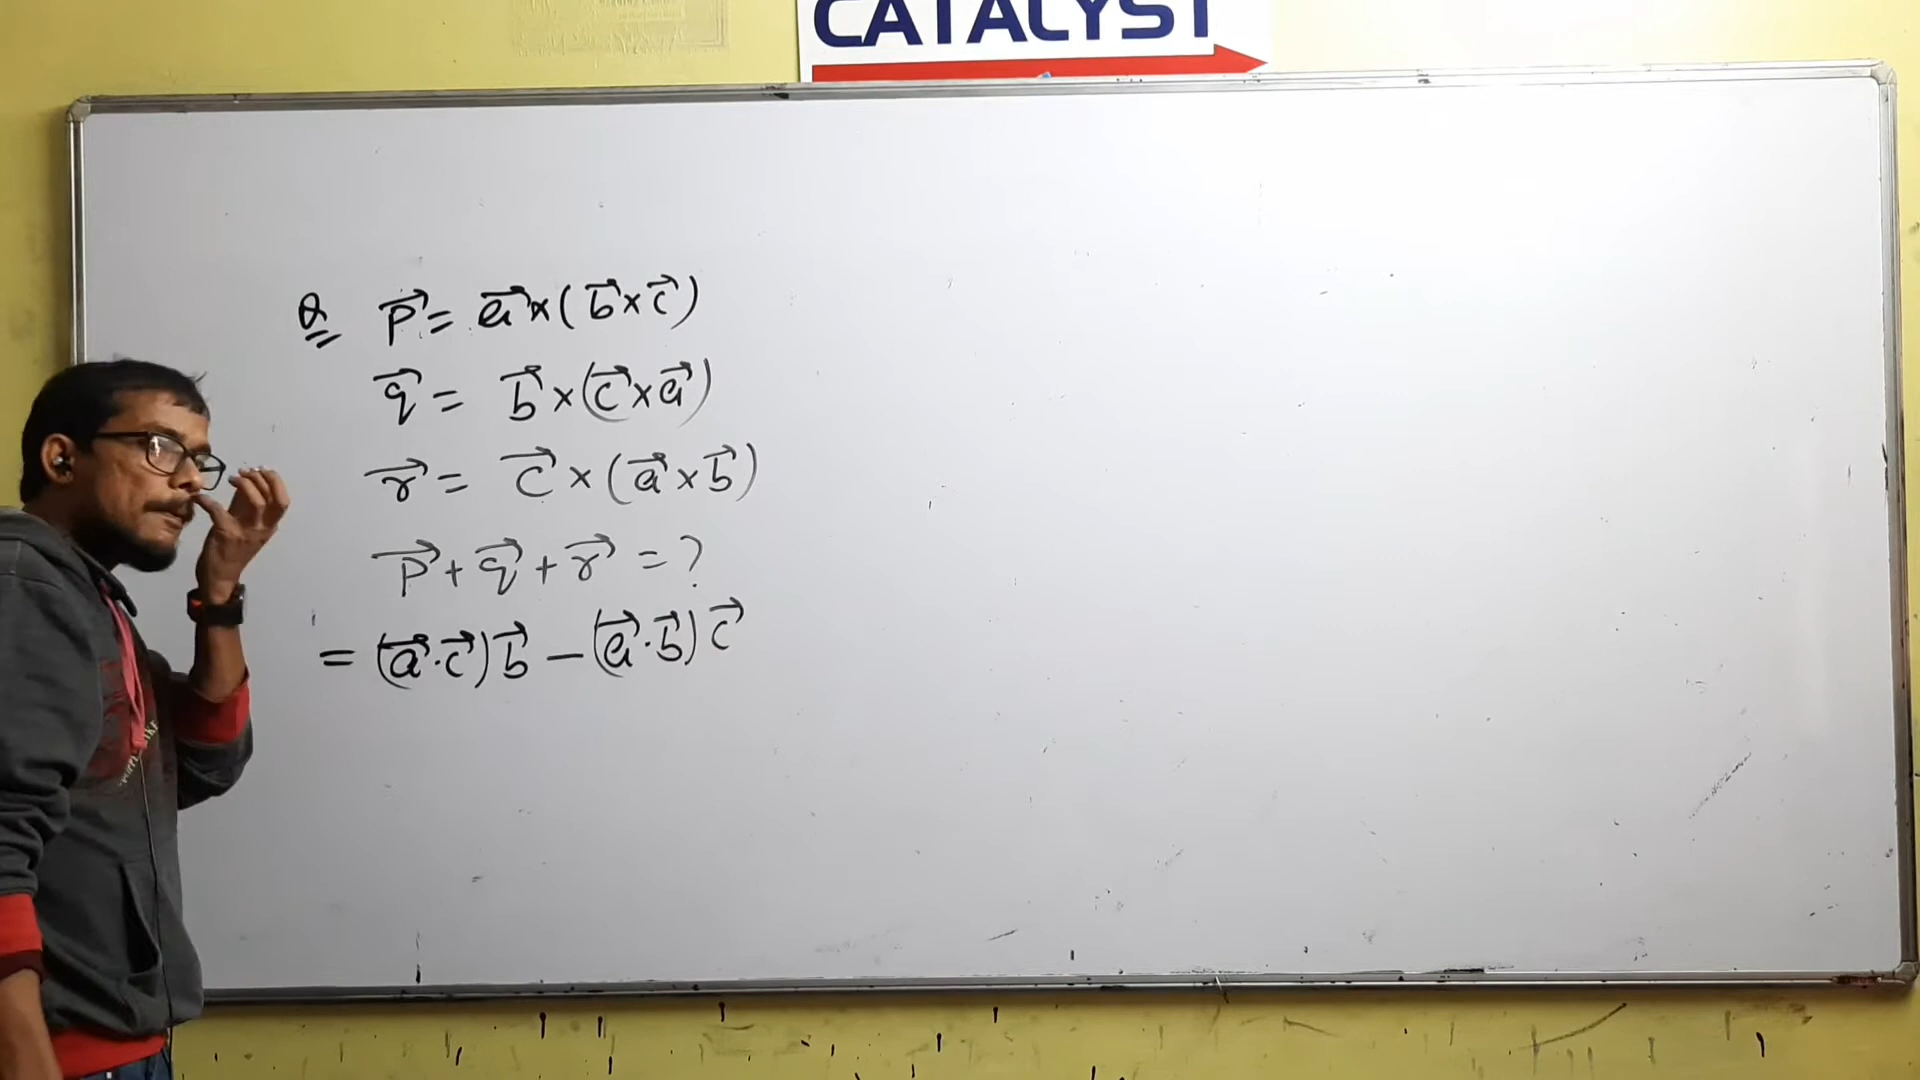 CATALYST
Q p⃗ = a⃗ × (b⃗ × c⃗)
q⃗ = b⃗ × (c⃗ × a⃗)
r⃗ = c⃗ × (a⃗ × b⃗)
p⃗ + q⃗ + r⃗ = ?
= (a⃗·c⃗)b⃗ − (a⃗·b⃗)c⃗